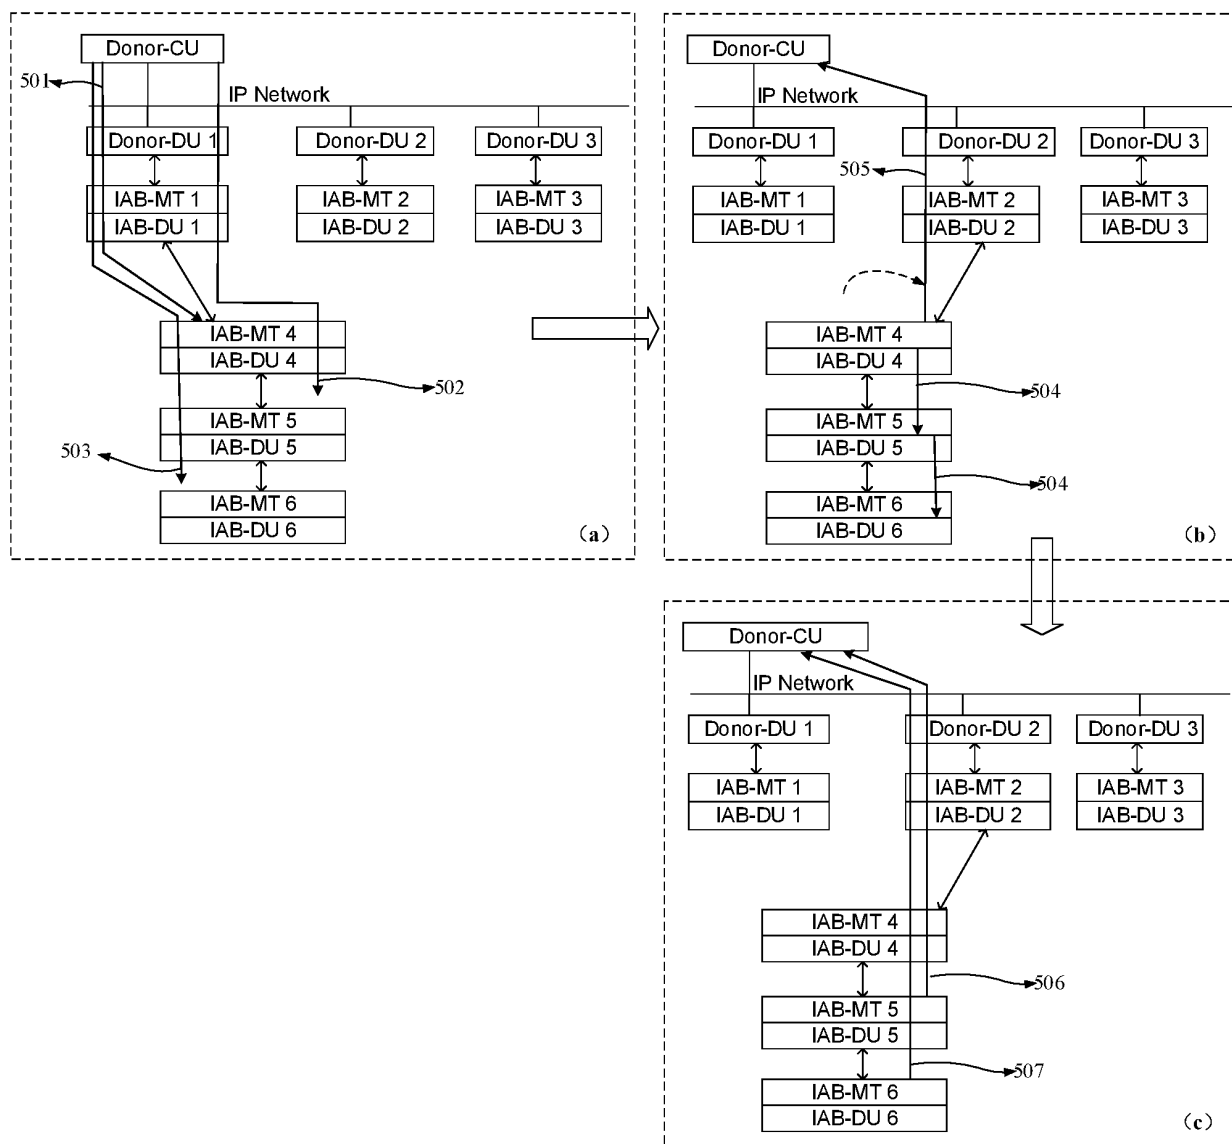 Donor-CU
501
IP Network
Donor-DU 1
Donor-DU 2
Donor-DU 3
IAB-MT 1
IAB-MT 2
IAB-MT 3
IAB-DU 1
IAB-DU 2
IAB-DU 3
IAB-MT 4
IAB-DU 4
502
IAB-MT 5
IAB-DU 5
503
IAB-MT 6
IAB-DU 6
（a）
Donor-CU
IP Network
Donor-DU 1
Donor-DU 2
Donor-DU 3
505
IAB-MT 1
IAB-MT 2
IAB-MT 3
IAB-DU 1
IAB-DU 2
IAB-DU 3
IAB-MT 4
IAB-DU 4
504
IAB-MT 5
IAB-DU 5
504
IAB-MT 6
IAB-DU 6
（b）
Donor-CU
IP Network
Donor-DU 1
Donor-DU 2
Donor-DU 3
IAB-MT 1
IAB-MT 2
IAB-MT 3
IAB-DU 1
IAB-DU 2
IAB-DU 3
IAB-MT 4
IAB-DU 4
506
IAB-MT 5
IAB-DU 5
507
IAB-MT 6
IAB-DU 6
（c）